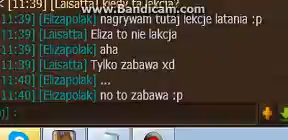 < [11:39] [Laisatta] kiedy ta lekcja?
www.Bandicam.com
11:39] [Elizapolak] nagrywam tutaj lekcje latania :p
11:39] [Laisatta] Eliza to nie lakcja
11:39] [Elizapolak] aha
11:39] [Laisatta] Tylko zabawa xd
11:40] [Elizapolak] ...
11:40] [Elizapolak] no to zabawa :p